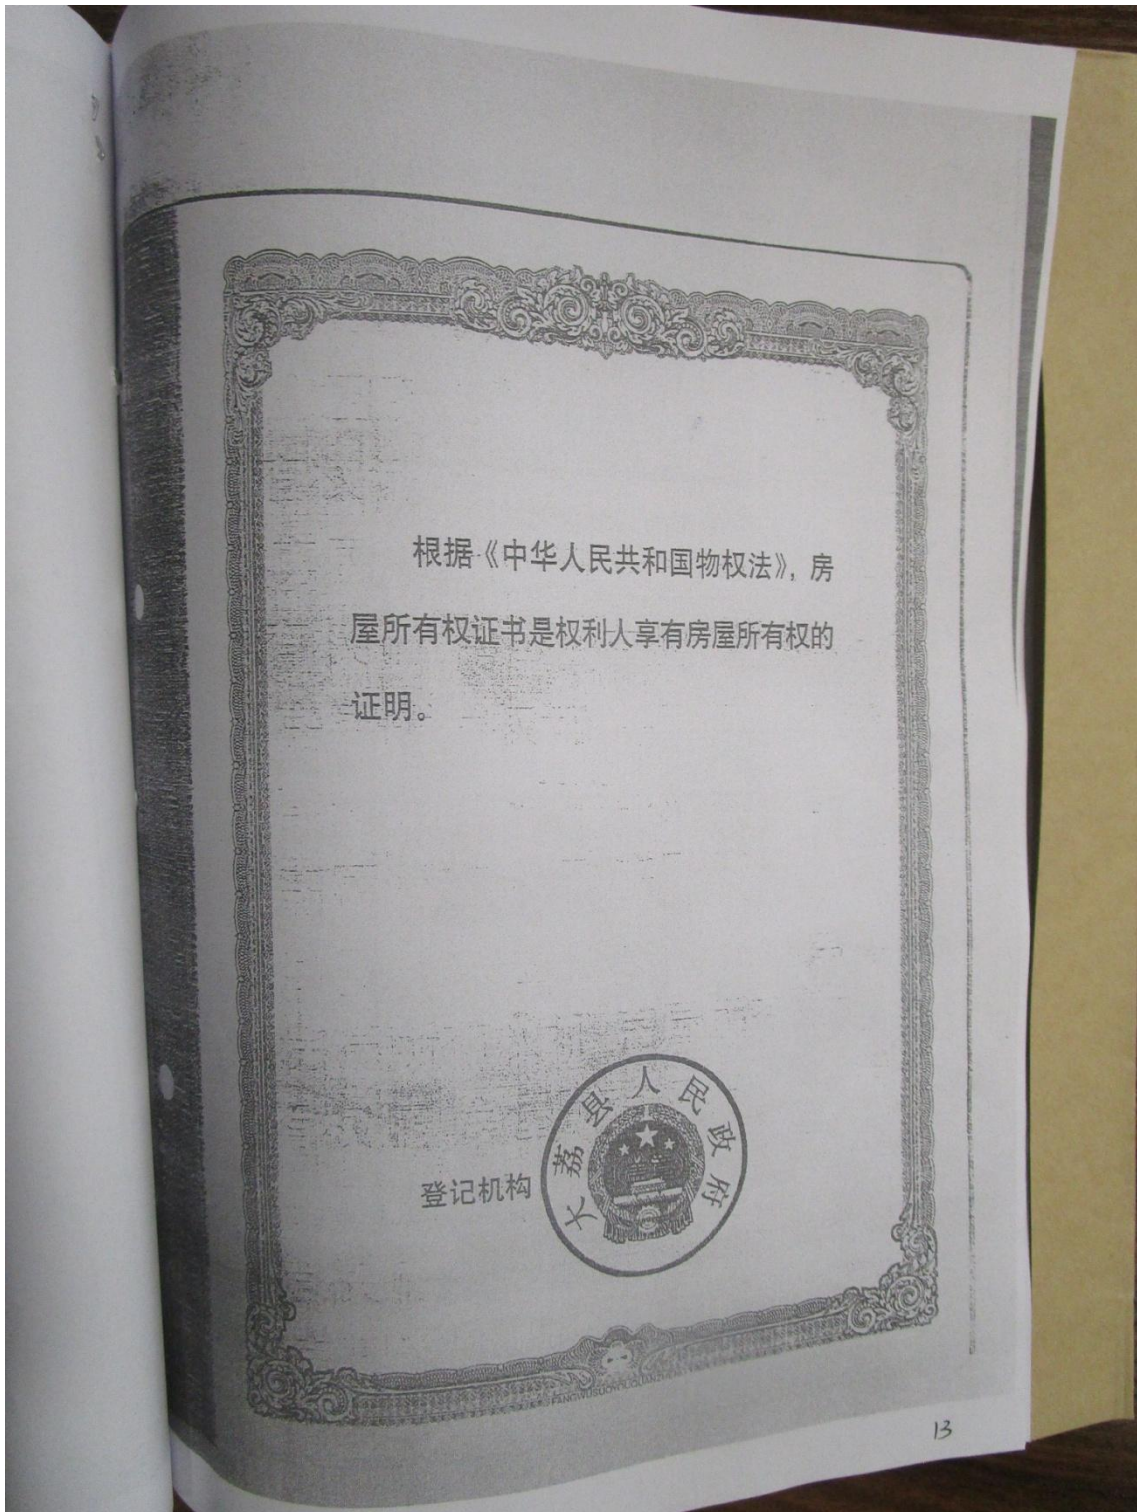 根据《中华人民共和国物权法》，房
屋所有权证书是权利人享有房屋所有权的
证明。
大荔县人民政府
登记机构
13